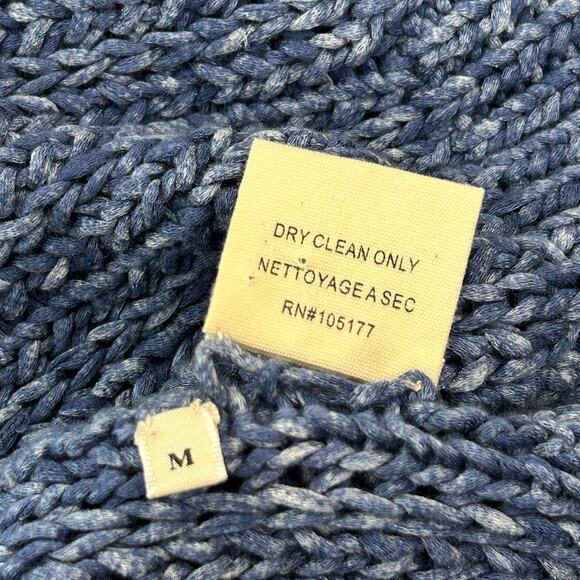 DRY CLEAN ONLY
NETTOYAGE A SEC
RN#105177
M